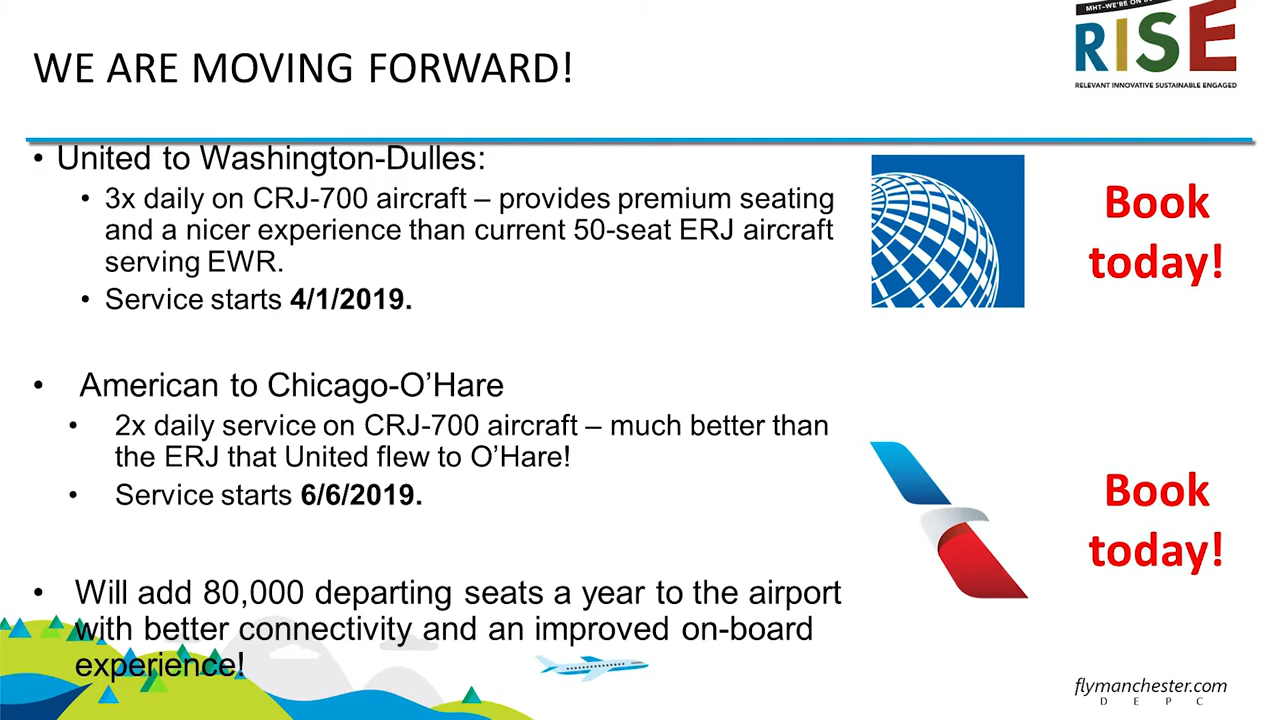 MHT–WE'RE ON
RISE
RELEVANT INNOVATIVE SUSTAINABLE ENGAGED
WE ARE MOVING FORWARD!
• United to Washington-Dulles:
• 3x daily on CRJ-700 aircraft – provides premium seating
and a nicer experience than current 50-seat ERJ aircraft
serving EWR.
• Service starts 4/1/2019.
Book
today!
• American to Chicago-O’Hare
• 2x daily service on CRJ-700 aircraft – much better than
the ERJ that United flew to O’Hare!
• Service starts 6/6/2019.
Book
today!
• Will add 80,000 departing seats a year to the airport
with better connectivity and an improved on-board
experience!
flymanchester.com
D E P C